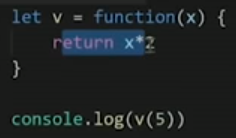 let v = function(x) {
    return x*2
}
console.log(v(5))